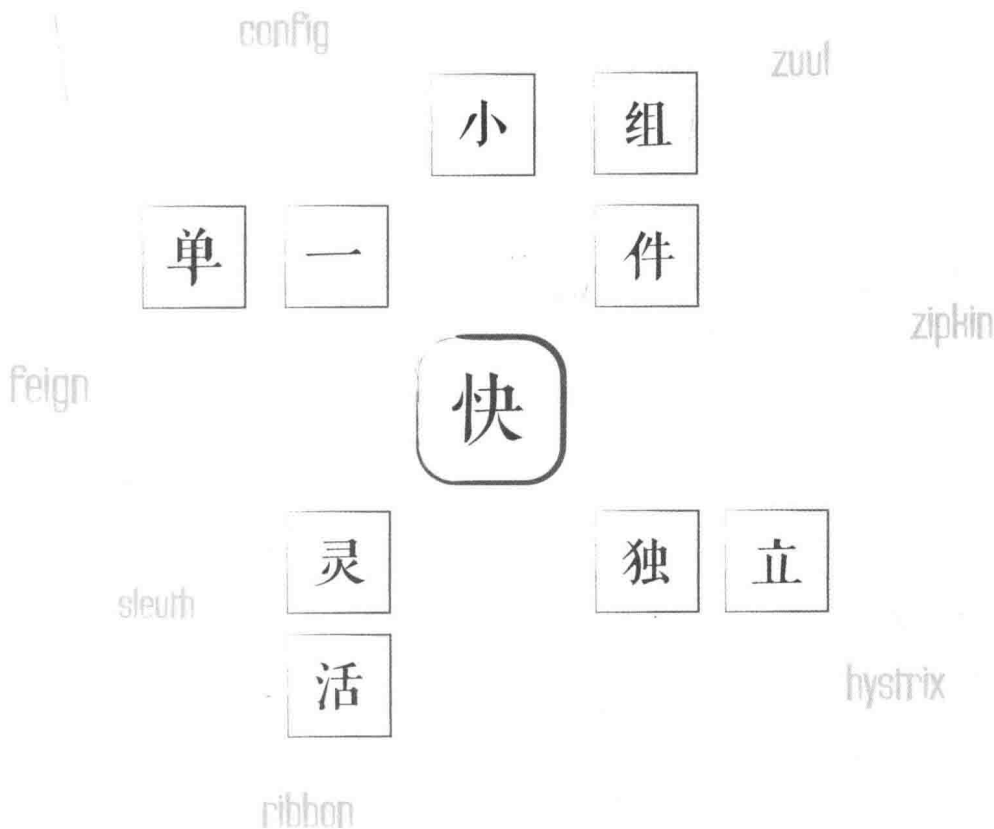 config
zuul
小 组
单 一 件
zipkin
feign
快
灵 独 立
sleuth
活
hystrix
ribbon